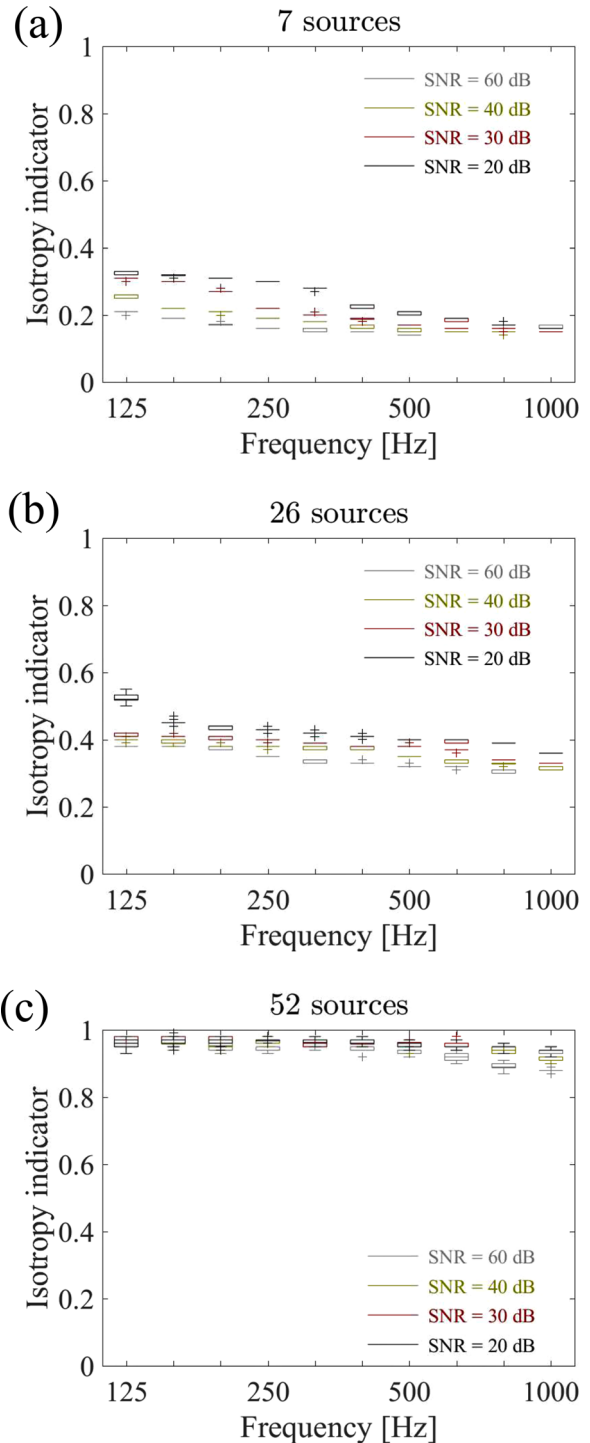 (a)
7 sources
1
0.8
0.6
0.4
0.2
0
Isotropy indicator
SNR = 60 dB
SNR = 40 dB
SNR = 30 dB
SNR = 20 dB
125 250 500 1000
Frequency [Hz]
(b)
26 sources
1
0.8
0.6
0.4
0.2
0
Isotropy indicator
SNR = 60 dB
SNR = 40 dB
SNR = 30 dB
SNR = 20 dB
125 250 500 1000
Frequency [Hz]
(c)
52 sources
1
0.8
0.6
0.4
0.2
0
Isotropy indicator
SNR = 60 dB
SNR = 40 dB
SNR = 30 dB
SNR = 20 dB
125 250 500 1000
Frequency [Hz]